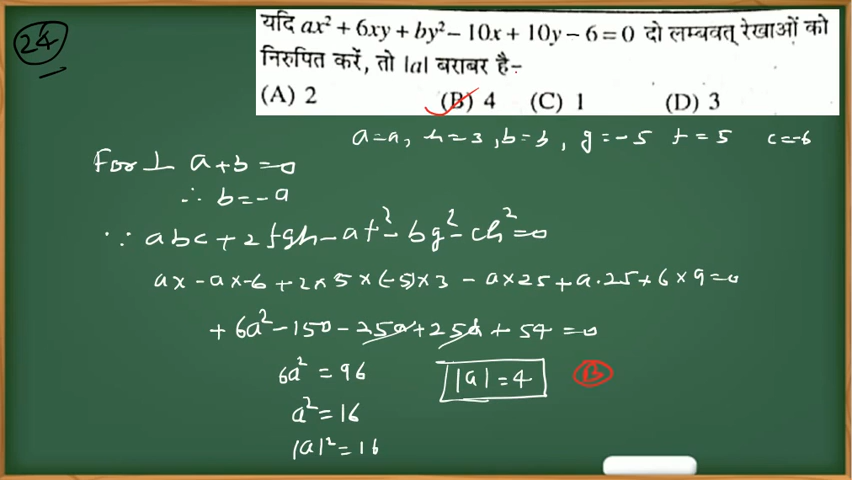 24
यदि ax² + 6xy + by² − 10x + 10y − 6 = 0 दो लम्बवत् रेखाओं को
निरुपित करें, तो |a| बराबर है-
(A) 2 (B) 4 (C) 1 (D) 3
a=a, h=3, b=b, g=-5 f=5 c=-6
For ⊥ a+b=0
∴ b=-a
∵ abc + 2fgh - af² - bg² - ch² = 0
ax - ax-6 + 2×5×(-5)×3 - a×25 + a.25 + 6×9=0
+ 6a² - 150 - 25a + 25a + 54 = 0
6a² = 96 |a| = 4 B
a² = 16
|a|² = 16